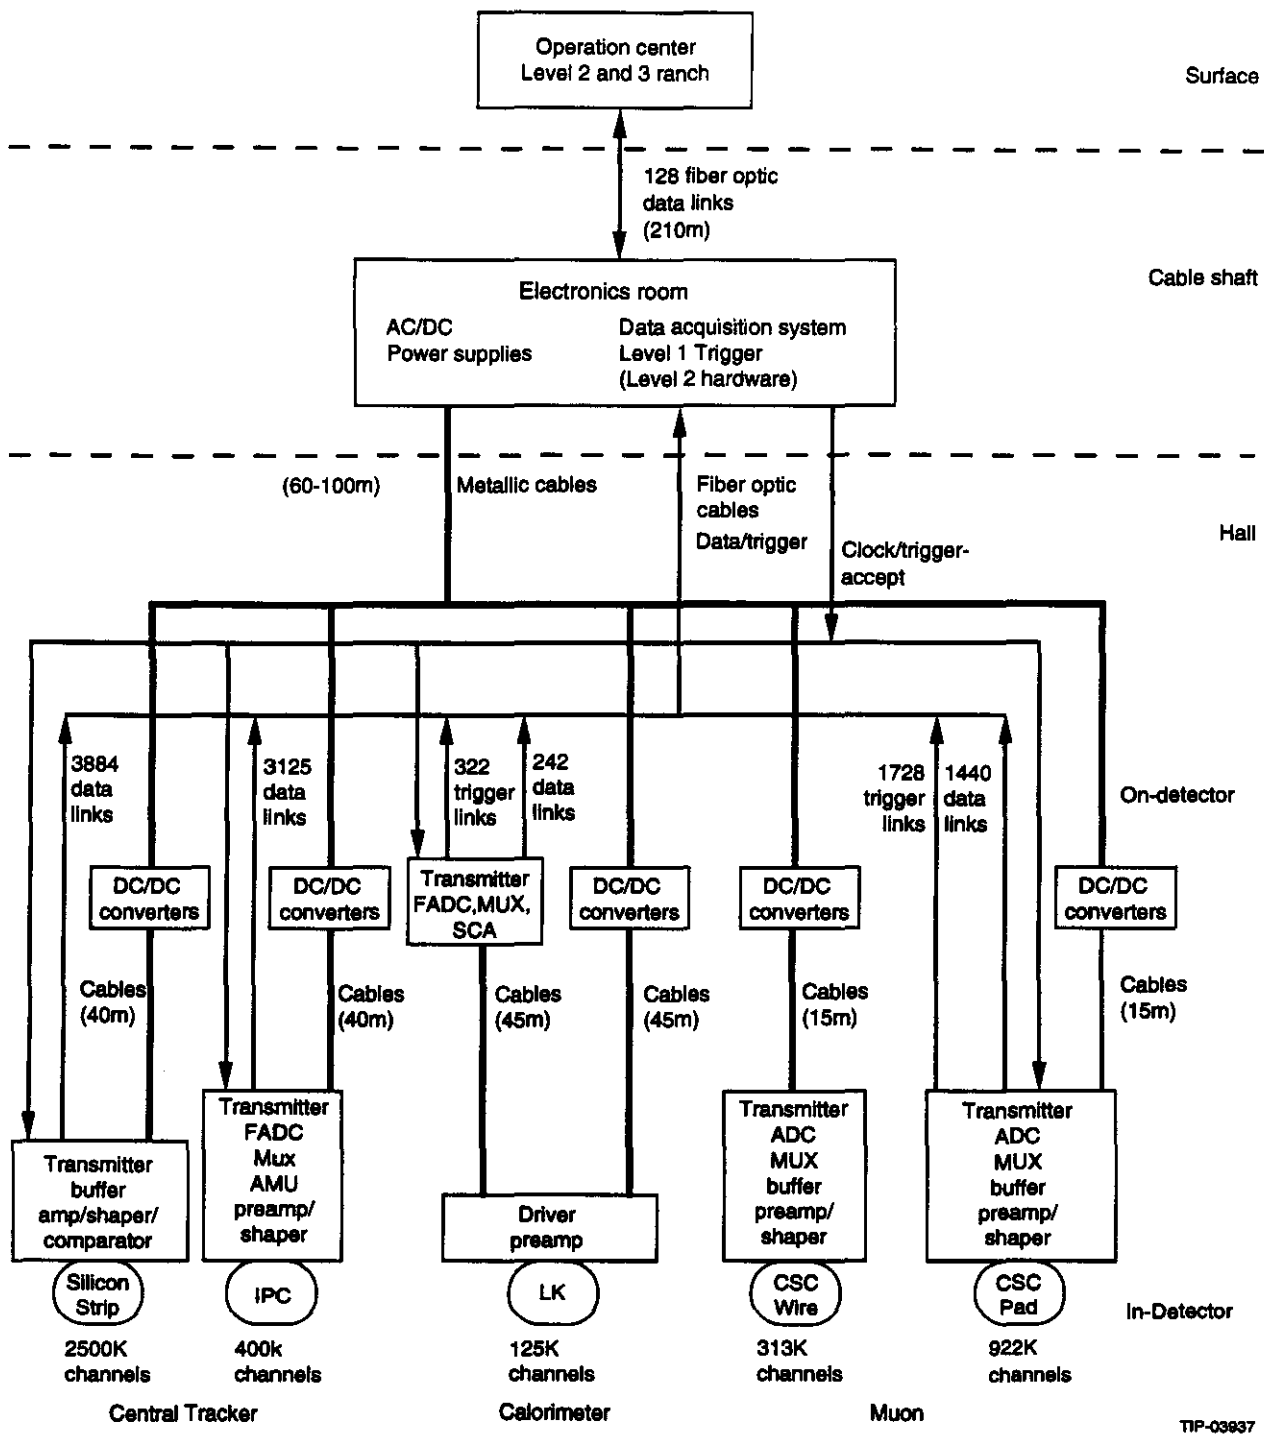 Operation center
Level 2 and 3 ranch
Surface
128 fiber optic
data links
(210m)
Cable shaft
Electronics room
AC/DC
Power supplies
Data acquisition system
Level 1 Trigger
(Level 2 hardware)
(60-100m)
Metallic cables
Fiber optic
cables
Data/trigger
Hall
Clock/trigger-
accept
3884
data
links
3125
data
links
322
trigger
links
242
data
links
1728
trigger
links
1440
data
links
On-detector
DC/DC
converters
DC/DC
converters
Transmitter
FADC,MUX,
SCA
DC/DC
converters
DC/DC
converters
DC/DC
converters
Cables
(40m)
Cables
(40m)
Cables
(45m)
Cables
(45m)
Cables
(15m)
Cables
(15m)
Transmitter
buffer
amp/shaper/
comparator
Transmitter
FADC
Mux
AMU
preamp/
shaper
Driver
preamp
Transmitter
ADC
MUX
buffer
preamp/
shaper
Transmitter
ADC
MUX
buffer
preamp/
shaper
Silicon
Strip
IPC
LK
CSC
Wire
CSC
Pad
In-Detector
2500K
channels
400k
channels
125K
channels
313K
channels
922K
channels
Central Tracker
Calorimeter
Muon
TIP-03937